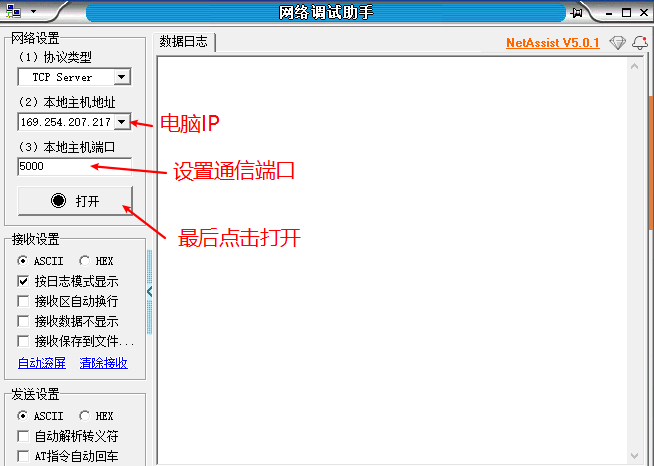 网络调试助手
网络设置
(1) 协议类型
TCP Server
(2) 本地主机地址
169.254.207.217
(3) 本地主机端口
5000
打开
接收设置
ASCII HEX
按日志模式显示
接收区自动换行
接收数据不显示
接收保存到文件...
自动滚屏 清除接收
发送设置
ASCII HEX
自动解析转义符
AT指令自动回车
数据日志
NetAssist V5.0.1
电脑IP
设置通信端口
最后点击打开